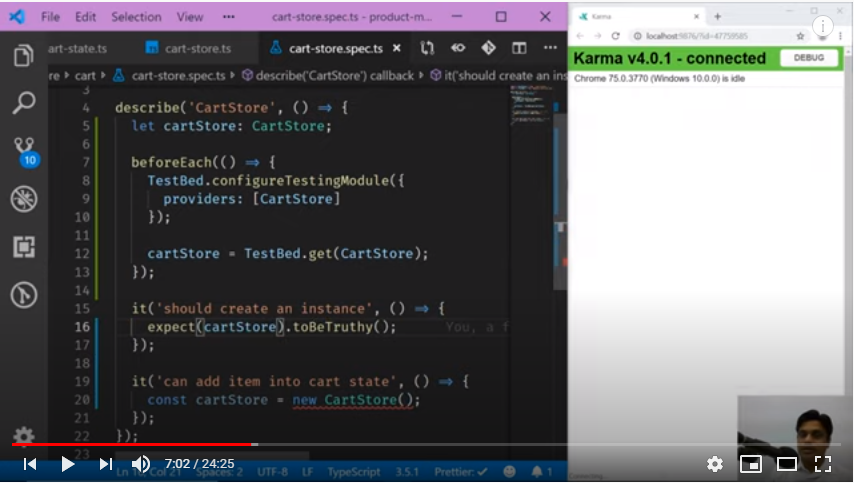 File Edit Selection View ··· cart-store.spec.ts - product-m...
art-state.ts cart-store.ts cart-store.spec.ts ×
re ▸ cart ▸ cart-store.spec.ts ▸ describe('CartStore') callback ▸ it('should create an ins
3
4 describe('CartStore', () ⇒ {
5 let cartStore: CartStore;
6
7 beforeEach(() ⇒ {
8 TestBed.configureTestingModule({
9 providers: [CartStore]
10 });
11
12 cartStore = TestBed.get(CartStore);
13 });
14
15 it('should create an instance', () ⇒ {
16 expect(cartStore).toBeTruthy(); You, a f
17 });
18
19 it('can add item into cart state', () ⇒ {
20 const cartStore = new CartStore();
21 });
22 });
23
10
Spaces: 2 UTF-8 LF TypeScript 3.5.1 Prettier: ✓ 1
Karma
localhost:9876/?id=47759585
Karma v4.0.1 - connected
DEBUG
Chrome 75.0.3770 (Windows 10.0.0) is idle
7:02 / 24:25